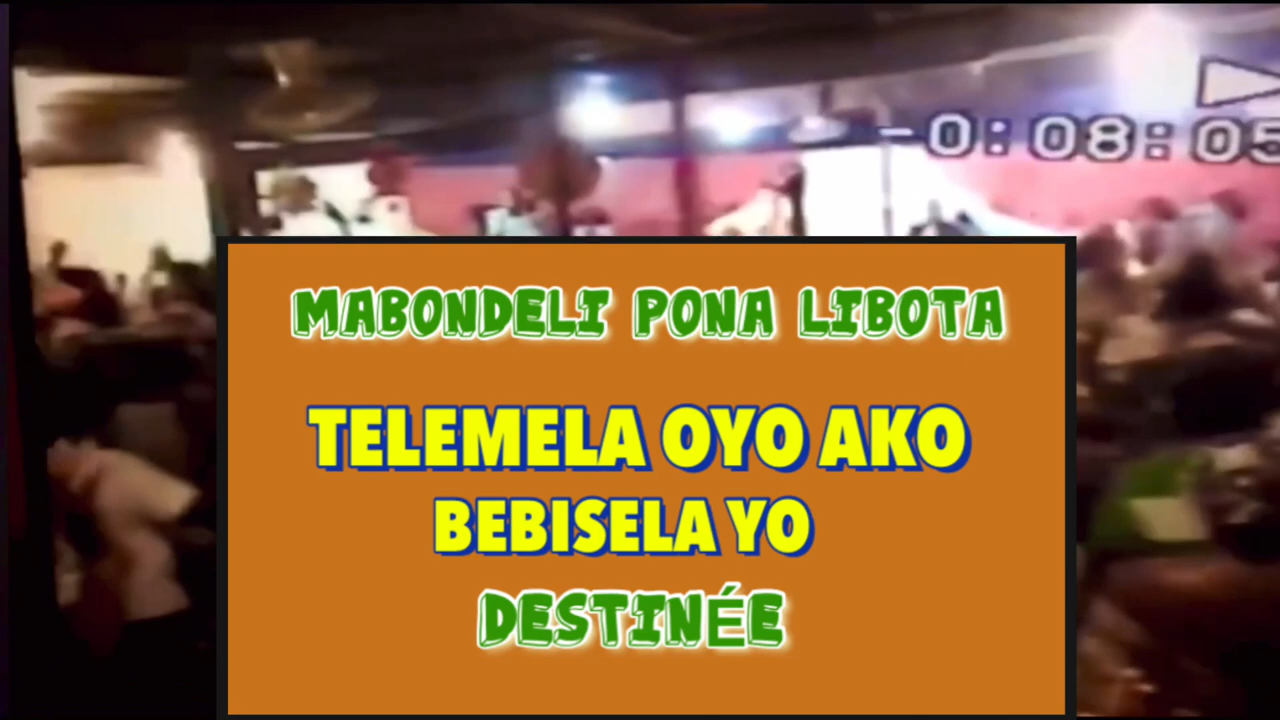 -0:08:05
MABONDELI PONA LIBOTA
TELEMELA OYO AKO
BEBISELA YO
DESTINÉE